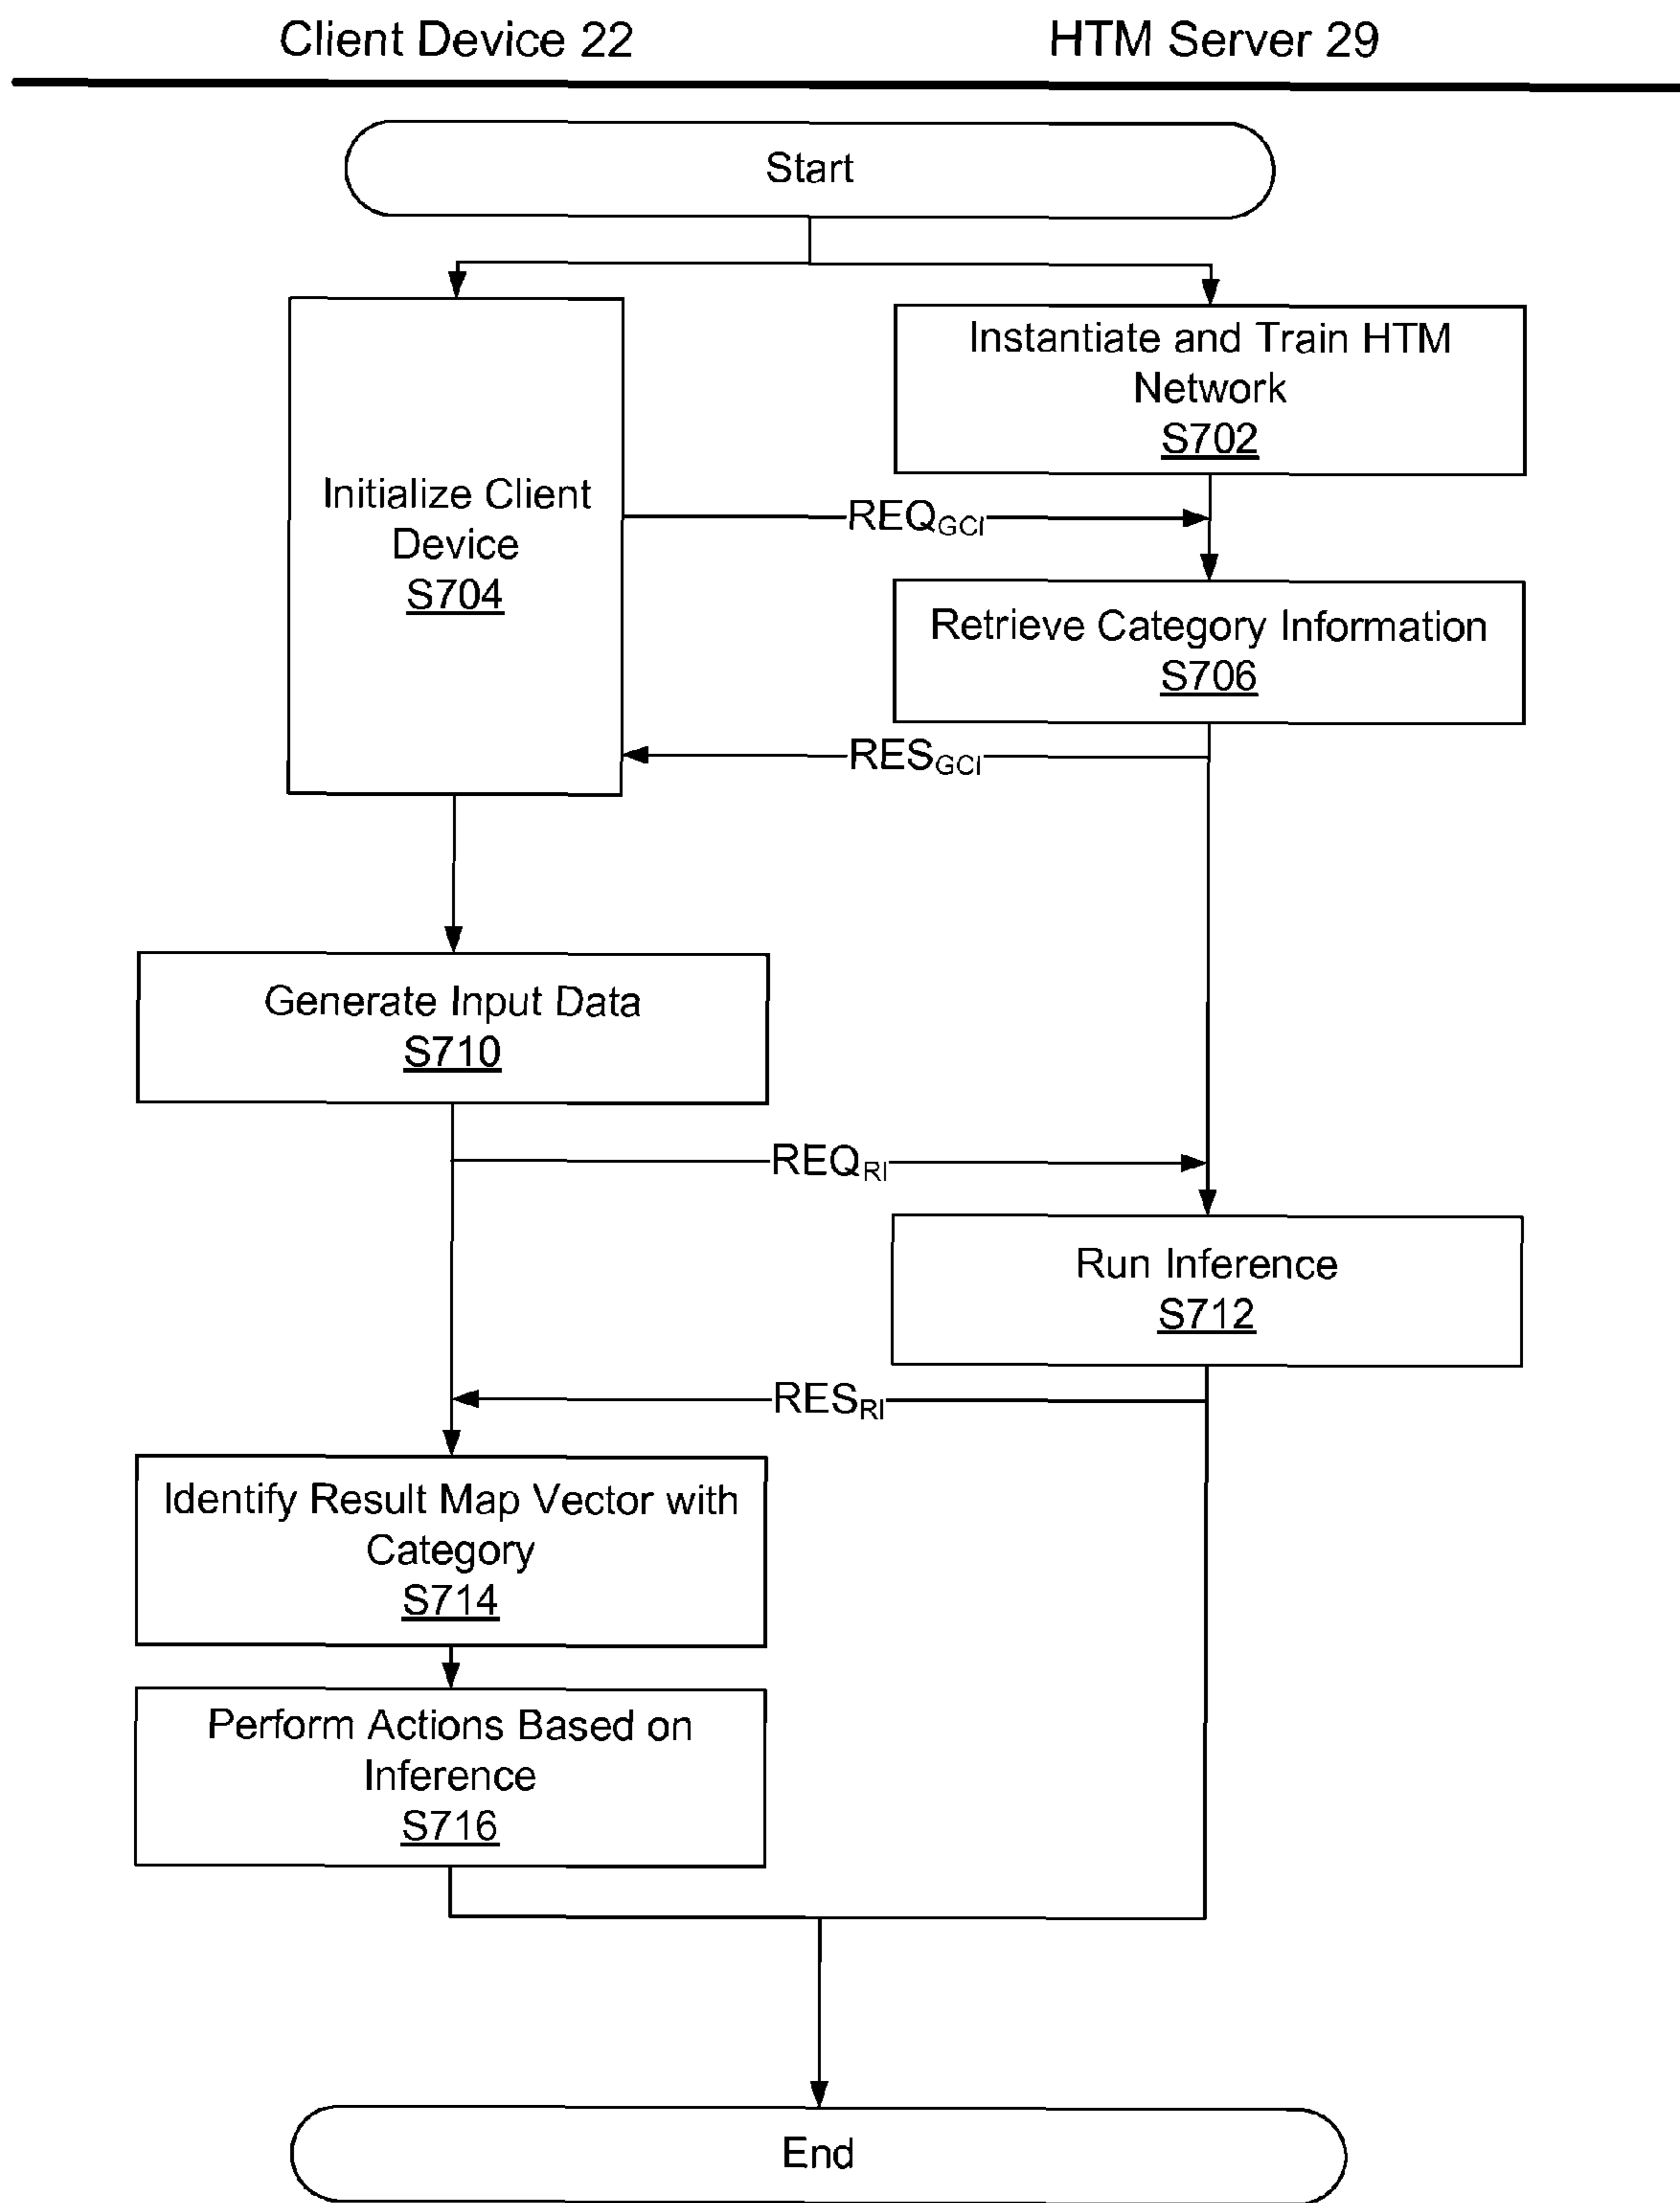 Client Device 22
HTM Server 29
Start
Instantiate and Train HTM
Network
S702
Initialize Client
Device
S704
REQGCI
Retrieve Category Information
S706
RESGCI
Generate Input Data
S710
REQRI
Run Inference
S712
RESRI
Identify Result Map Vector with
Category
S714
Perform Actions Based on
Inference
S716
End